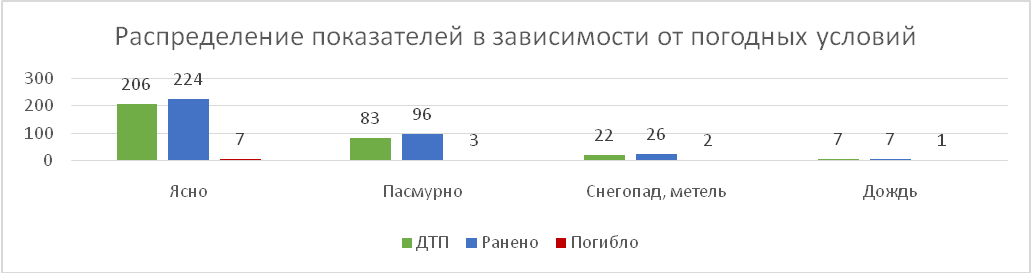 Распределение показателей в зависимости от погодных условий
300
200
100
0
206 224 7
83 96 3
22 26 2
7 7 1
Ясно Пасмурно Снегопад, метель Дождь
ДТП Ранено Погибло